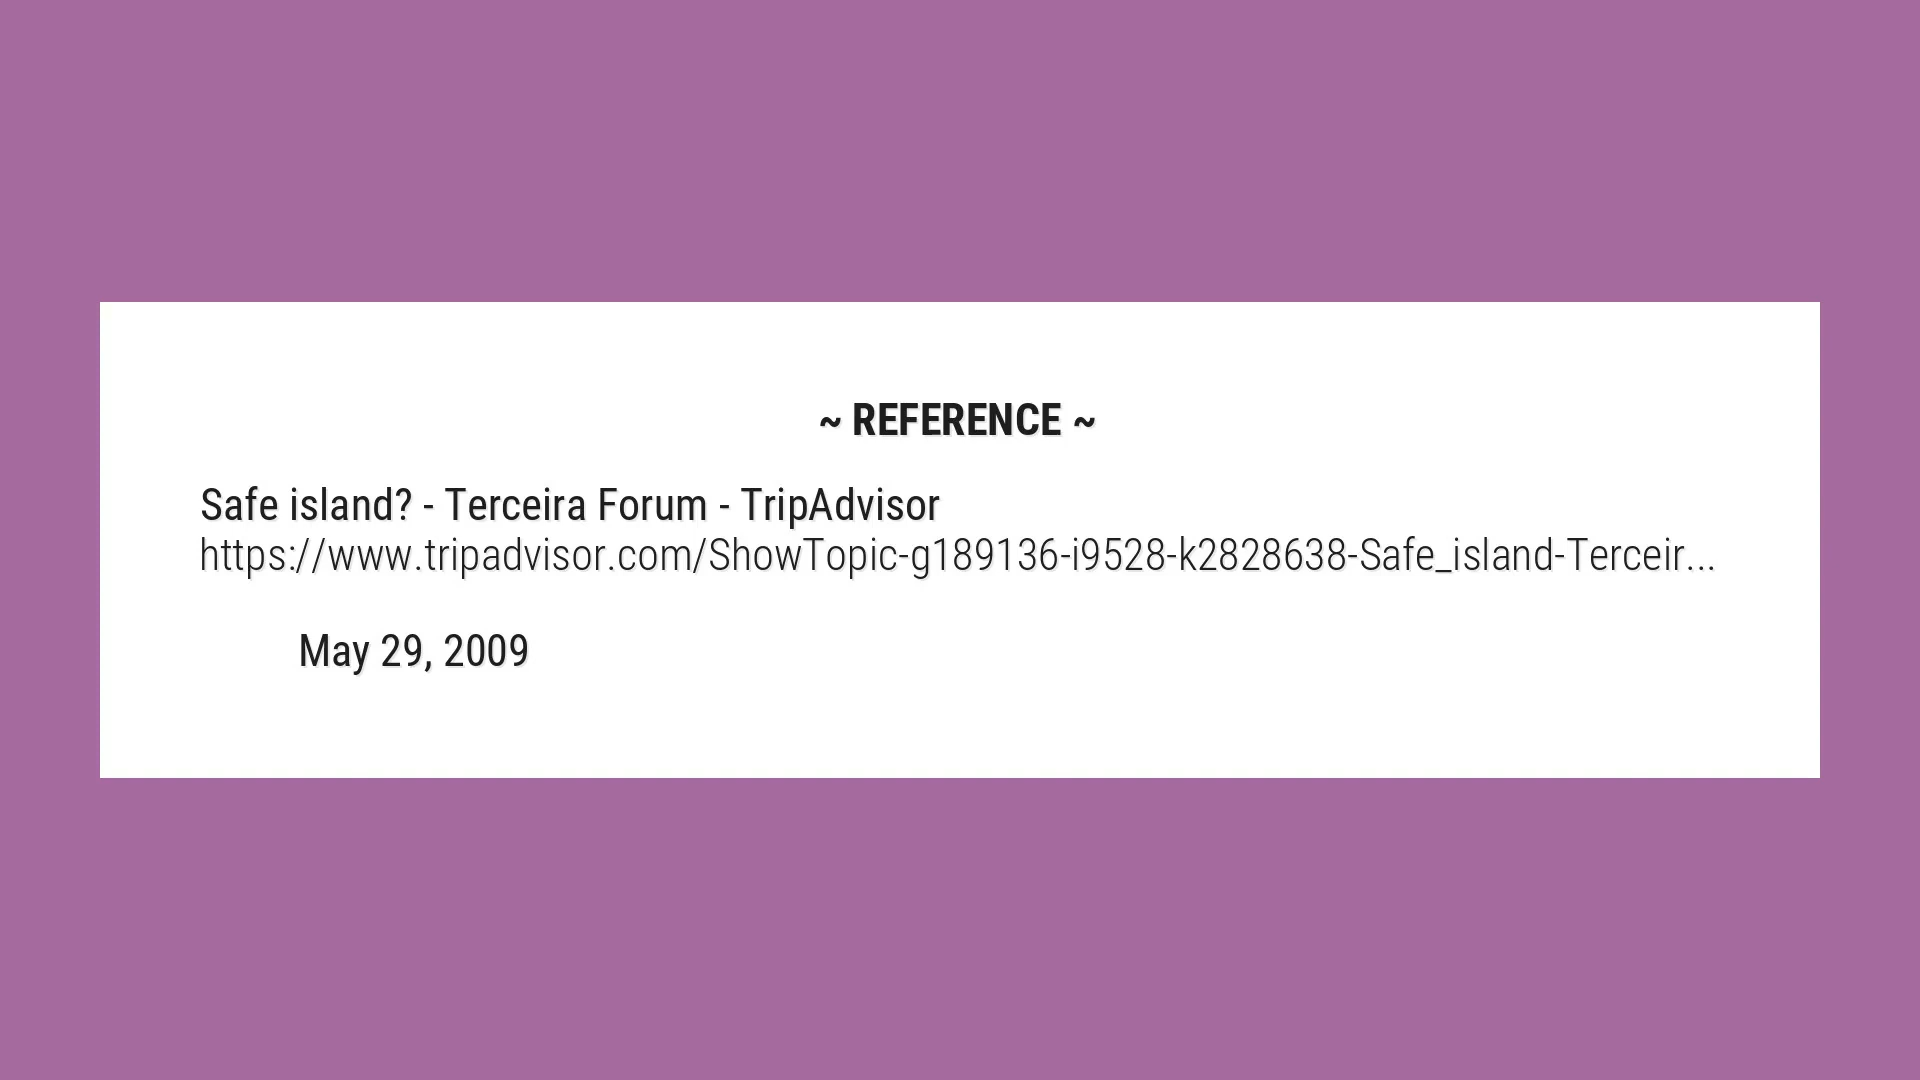 ~ REFERENCE ~
Safe island? - Terceira Forum - TripAdvisor
https://www.tripadvisor.com/ShowTopic-g189136-i9528-k2828638-Safe_island-Terceir...
May 29, 2009